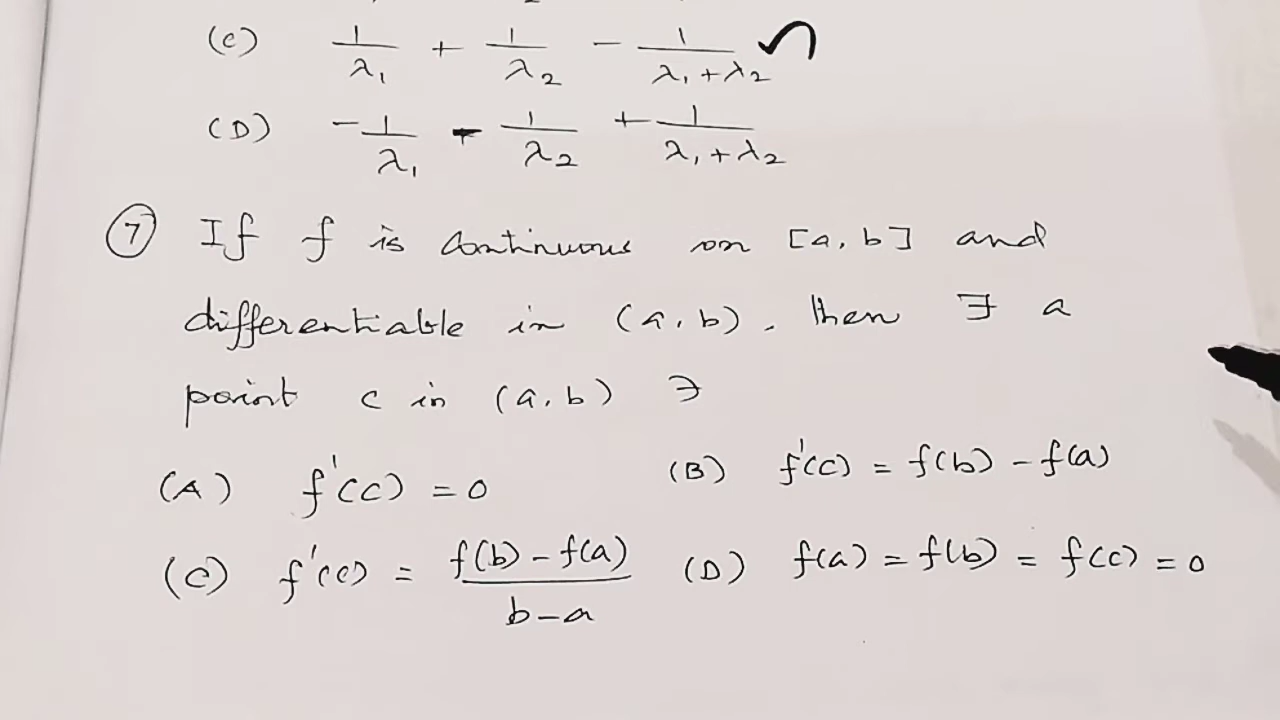 (C) 1/λ₁ + 1/λ₂ - 1/(λ₁+λ₂)
(D) -1/λ₁ - 1/λ₂ + 1/(λ₁+λ₂)
(7) If f is continuous on [a,b] and
differentiable in (a,b), then ∃ a
point c in (a,b) ∋
(A) f'(c) = 0 (B) f'(c) = f(b) - f(a)
(C) f'(c) = (f(b) - f(a))/(b-a) (D) f(a) = f(b) = f(c) = 0